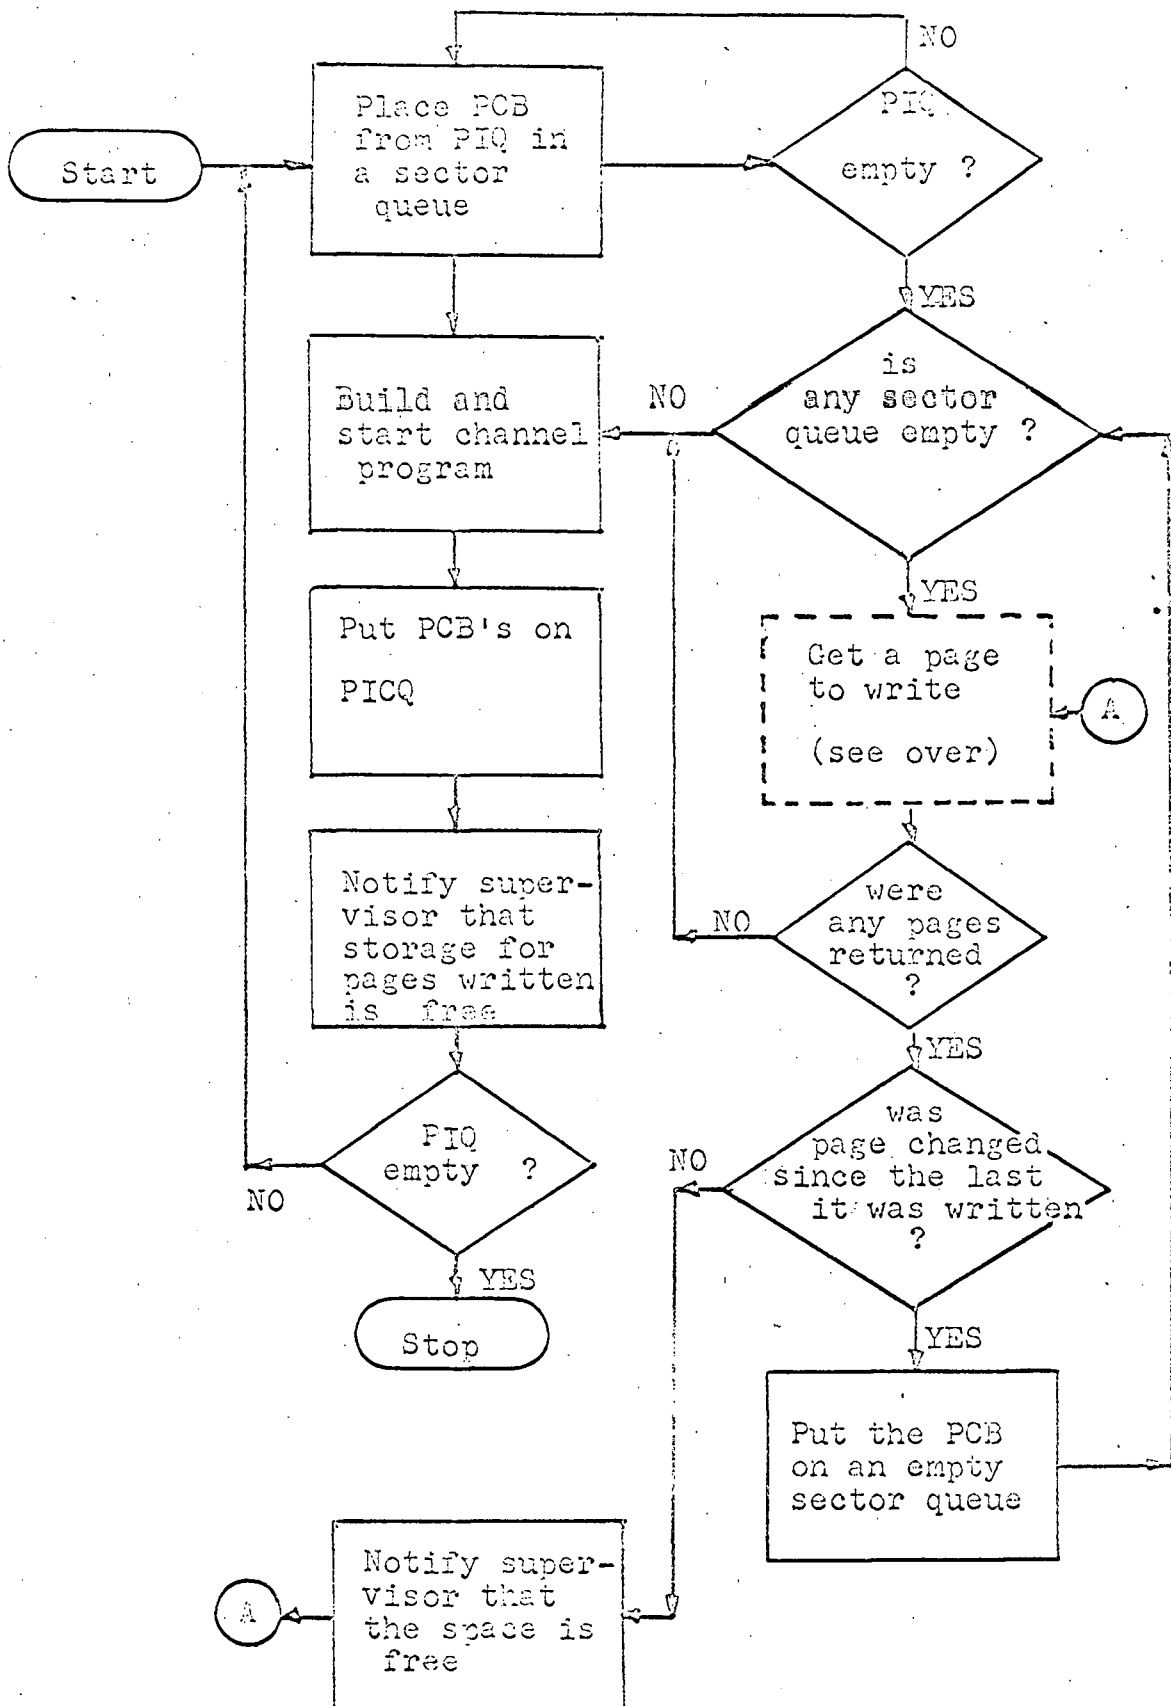 NO
Start
Place PCB
from PIQ in
a sector
queue
PIQ
empty ?
YES
is
any sector
queue empty ?
NO
Build and
start channel
program
YES
Get a page
to write
(see over)
A
Put PCB's on
PICQ
were
any pages
returned
?
NO
Notify super-
visor that
storage for
pages written
is free
YES
was
page changed
since the last
it was written
?
NO
PIQ
empty ?
NO
YES
Stop
YES
Put the PCB
on an empty
sector queue
Notify super-
visor that
the space is
free
A